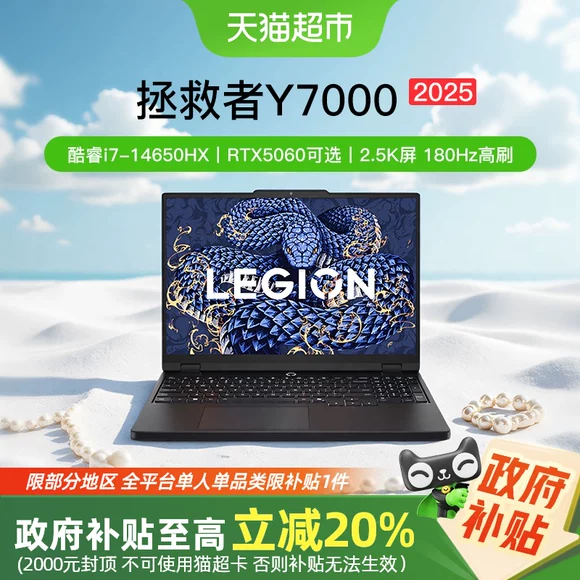 天猫超市
拯救者Y7000 2025
酷睿i7-14650HX | RTX5060可选 | 2.5K屏 180Hz高刷
LEGION
限部分地区 全平台单人单品类限补贴1件
政府补贴至高 立减20%
(2000元封顶 不可使用猫超卡 否则补贴无法生效)
政府
补贴